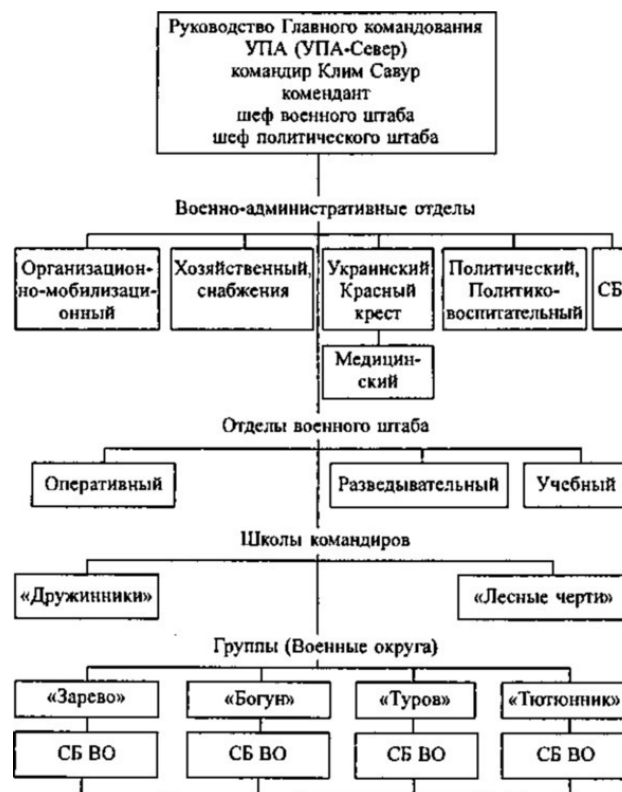 Руководство Главного командования
УПА (УПА-Север)
командир Клим Савур
комендант
шеф военного штаба
шеф политического штаба
Военно-административные отделы
Организацион-
но-мобилизаци-
онный
Хозяйственный,
снабжения
Украинский
Красный
крест
Политический,
Политико-
воспитательный
СБ
Медицин-
ский
Отделы военного штаба
Оперативный
Разведывательный
Учебный
Школы командиров
«Дружинники»
«Лесные черти»
Группы (Военные округа)
«Зарево»
«Богун»
«Туров»
«Тютюнник»
СБ ВО
СБ ВО
СБ ВО
СБ ВО